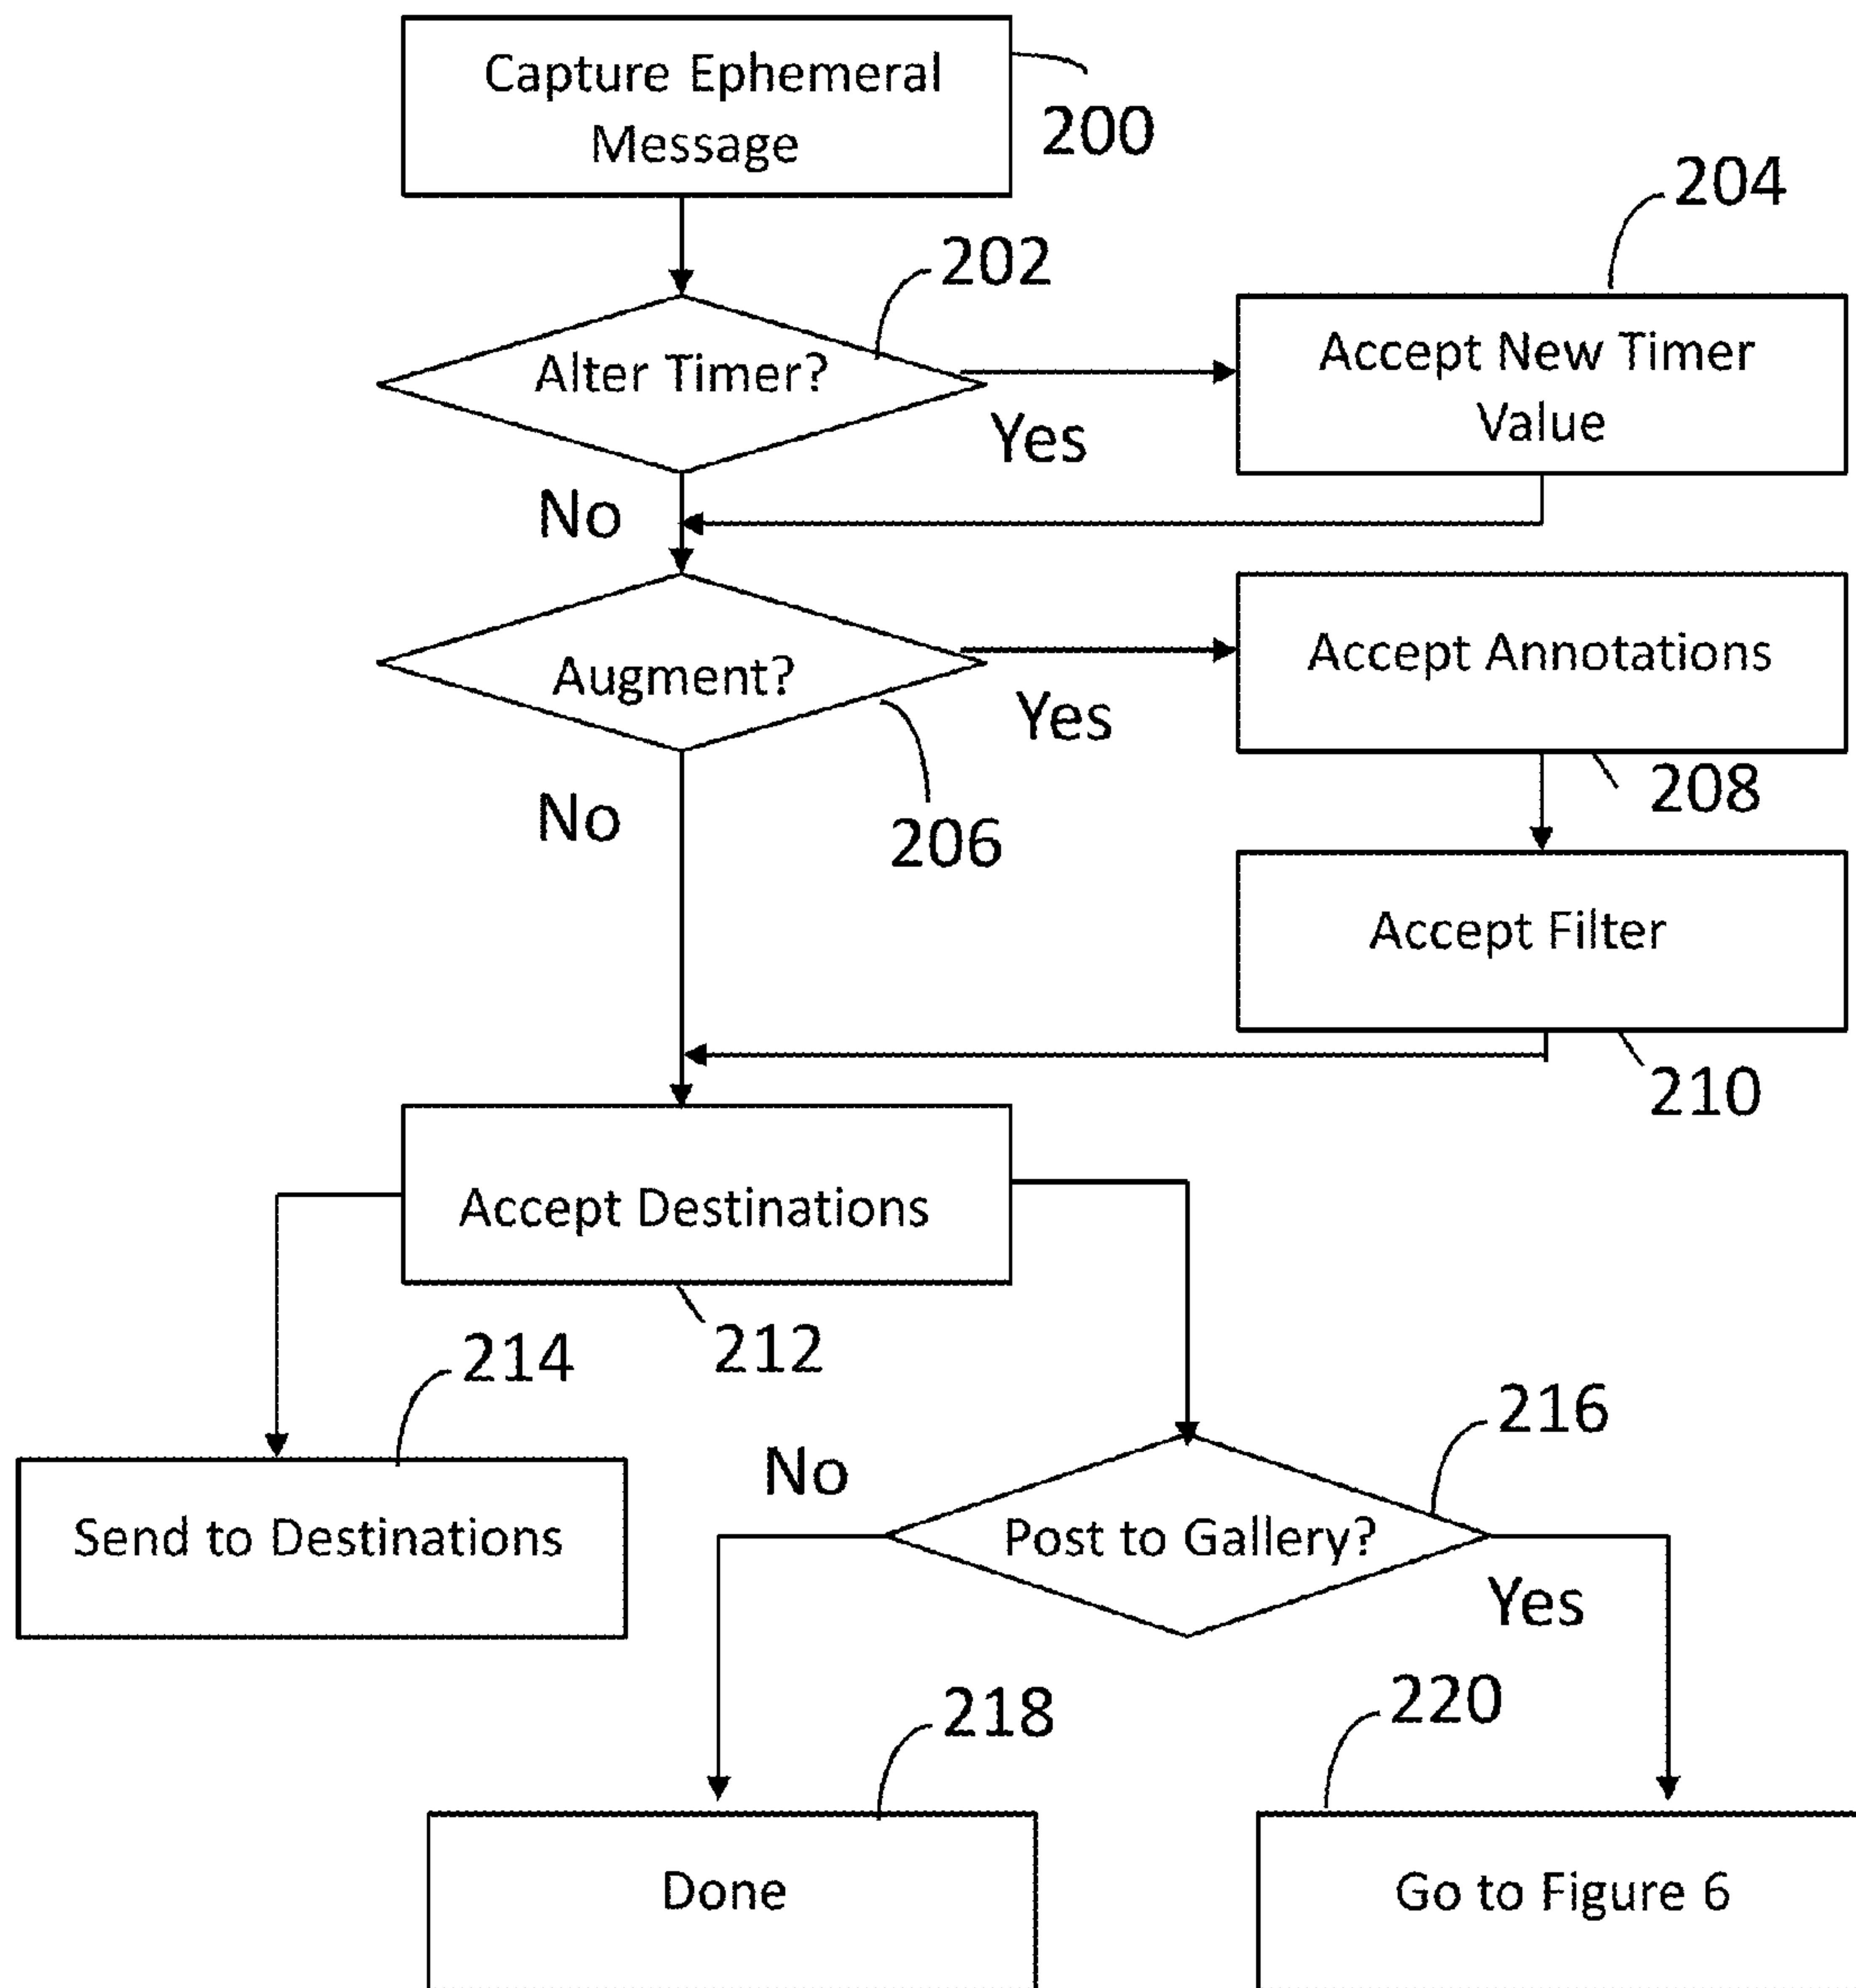 Capture Ephemeral
Message
200
204
202
Alter Timer?
Accept New Timer
Value
Yes
No
Augment?
Accept Annotations
Yes
208
No
206
Accept Filter
210
Accept Destinations
212
214
216
No
Send to Destinations
Post to Gallery?
Yes
220
218
Done
Go to Figure 6